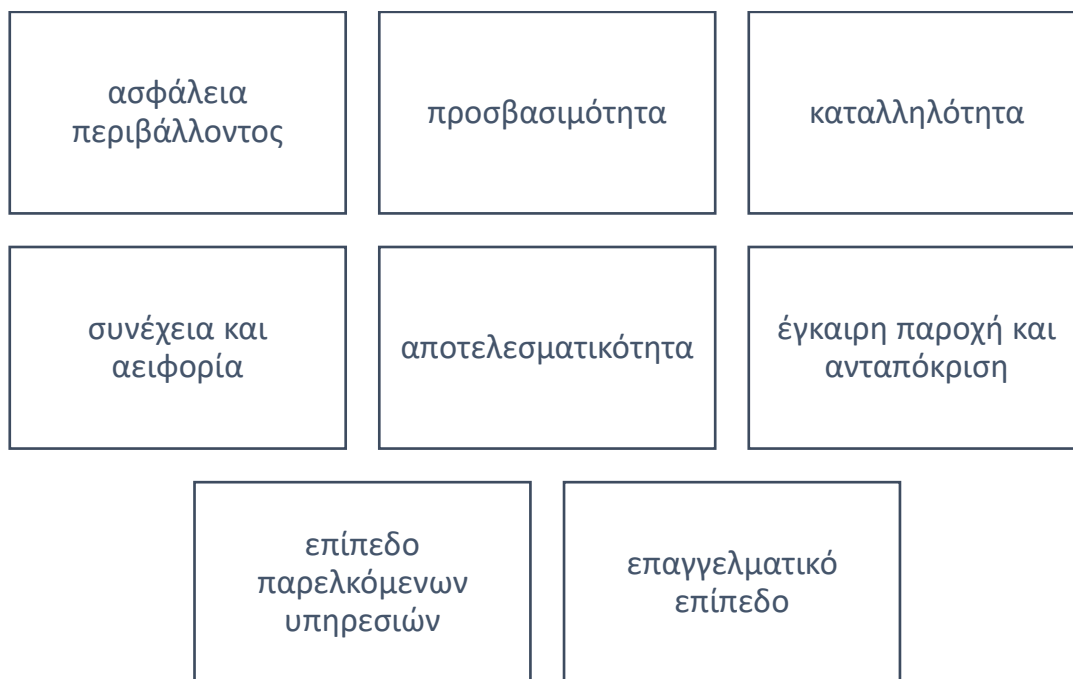 ασφάλεια
περιβάλλοντος
προσβασιμότητα
καταλληλότητα
συνέχεια και
αειφορία
αποτελεσματικότητα
έγκαιρη παροχή και
ανταπόκριση
επίπεδο
παρελκόμενων
υπηρεσιών
επαγγελματικό
επίπεδο